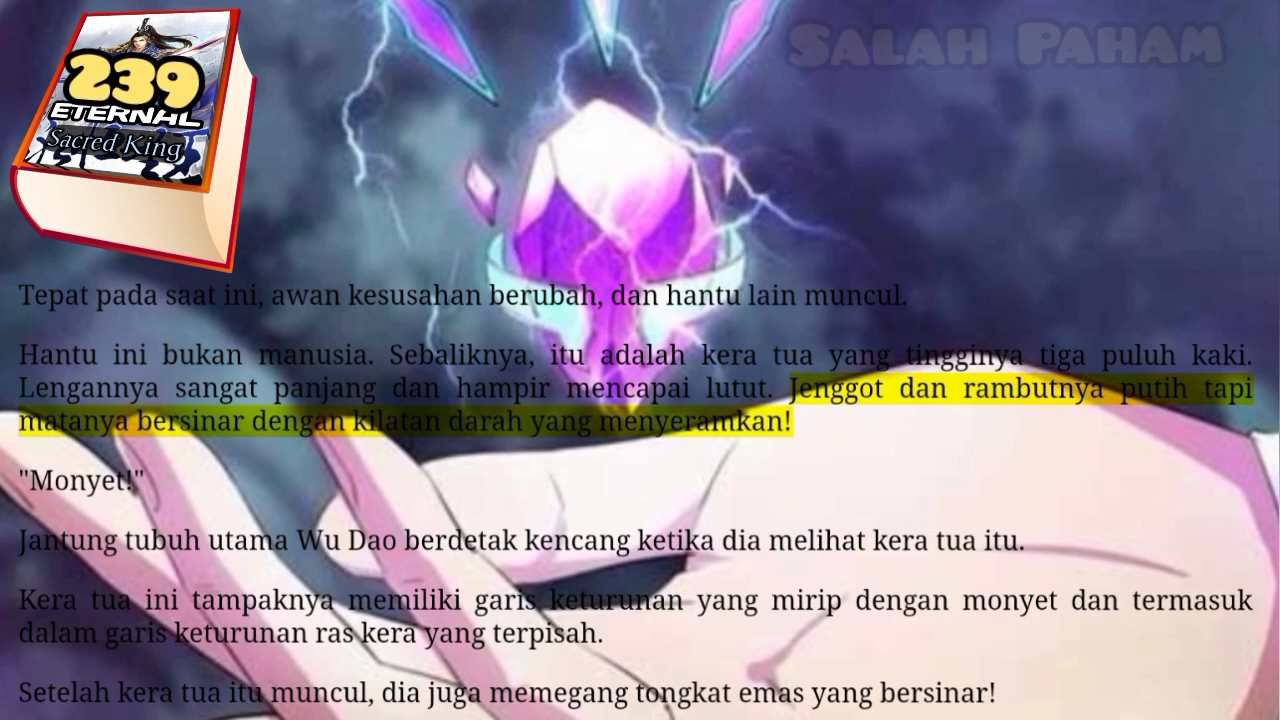 SALAH PAHAM
239
ETERNAL
Sacred King
Tepat pada saat ini, awan kesusahan berubah, dan hantu lain muncul.
Hantu ini bukan manusia. Sebaliknya, itu adalah kera tua yang tingginya tiga puluh kaki.
Lengannya sangat panjang dan hampir mencapai lutut. Jenggot dan rambutnya putih tapi
matanya bersinar dengan kilatan darah yang menyeramkan!
"Monyet!"
Jantung tubuh utama Wu Dao berdetak kencang ketika dia melihat kera tua itu.
Kera tua ini tampaknya memiliki garis keturunan yang mirip dengan monyet dan termasuk
dalam garis keturunan ras kera yang terpisah.
Setelah kera tua itu muncul, dia juga memegang tongkat emas yang bersinar!